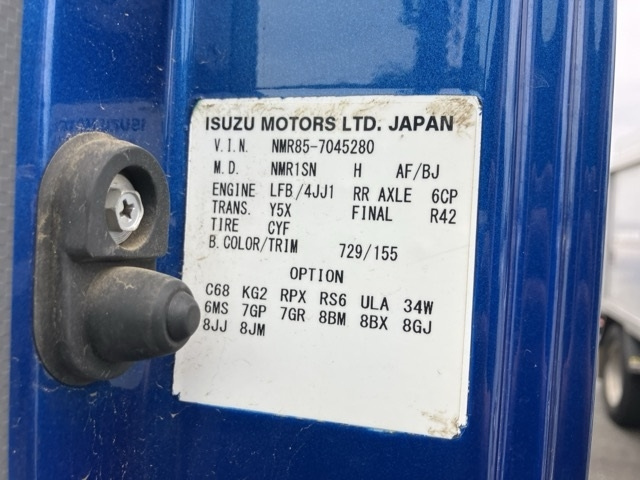 ISUZU MOTORS LTD. JAPAN
V.I.N. NMR85-7045280
M.D. NMR1SN H AF/BJ
ENGINE LFB/4JJ1 RR AXLE 6CP
TRANS. Y5X FINAL R42
TIRE CYF
B.COLOR/TRIM 729/155
OPTION
C68 KG2 RPX RS6 ULA 34W
6MS 7GP 7GR 8BM 8BX 8GJ
8JJ 8JM